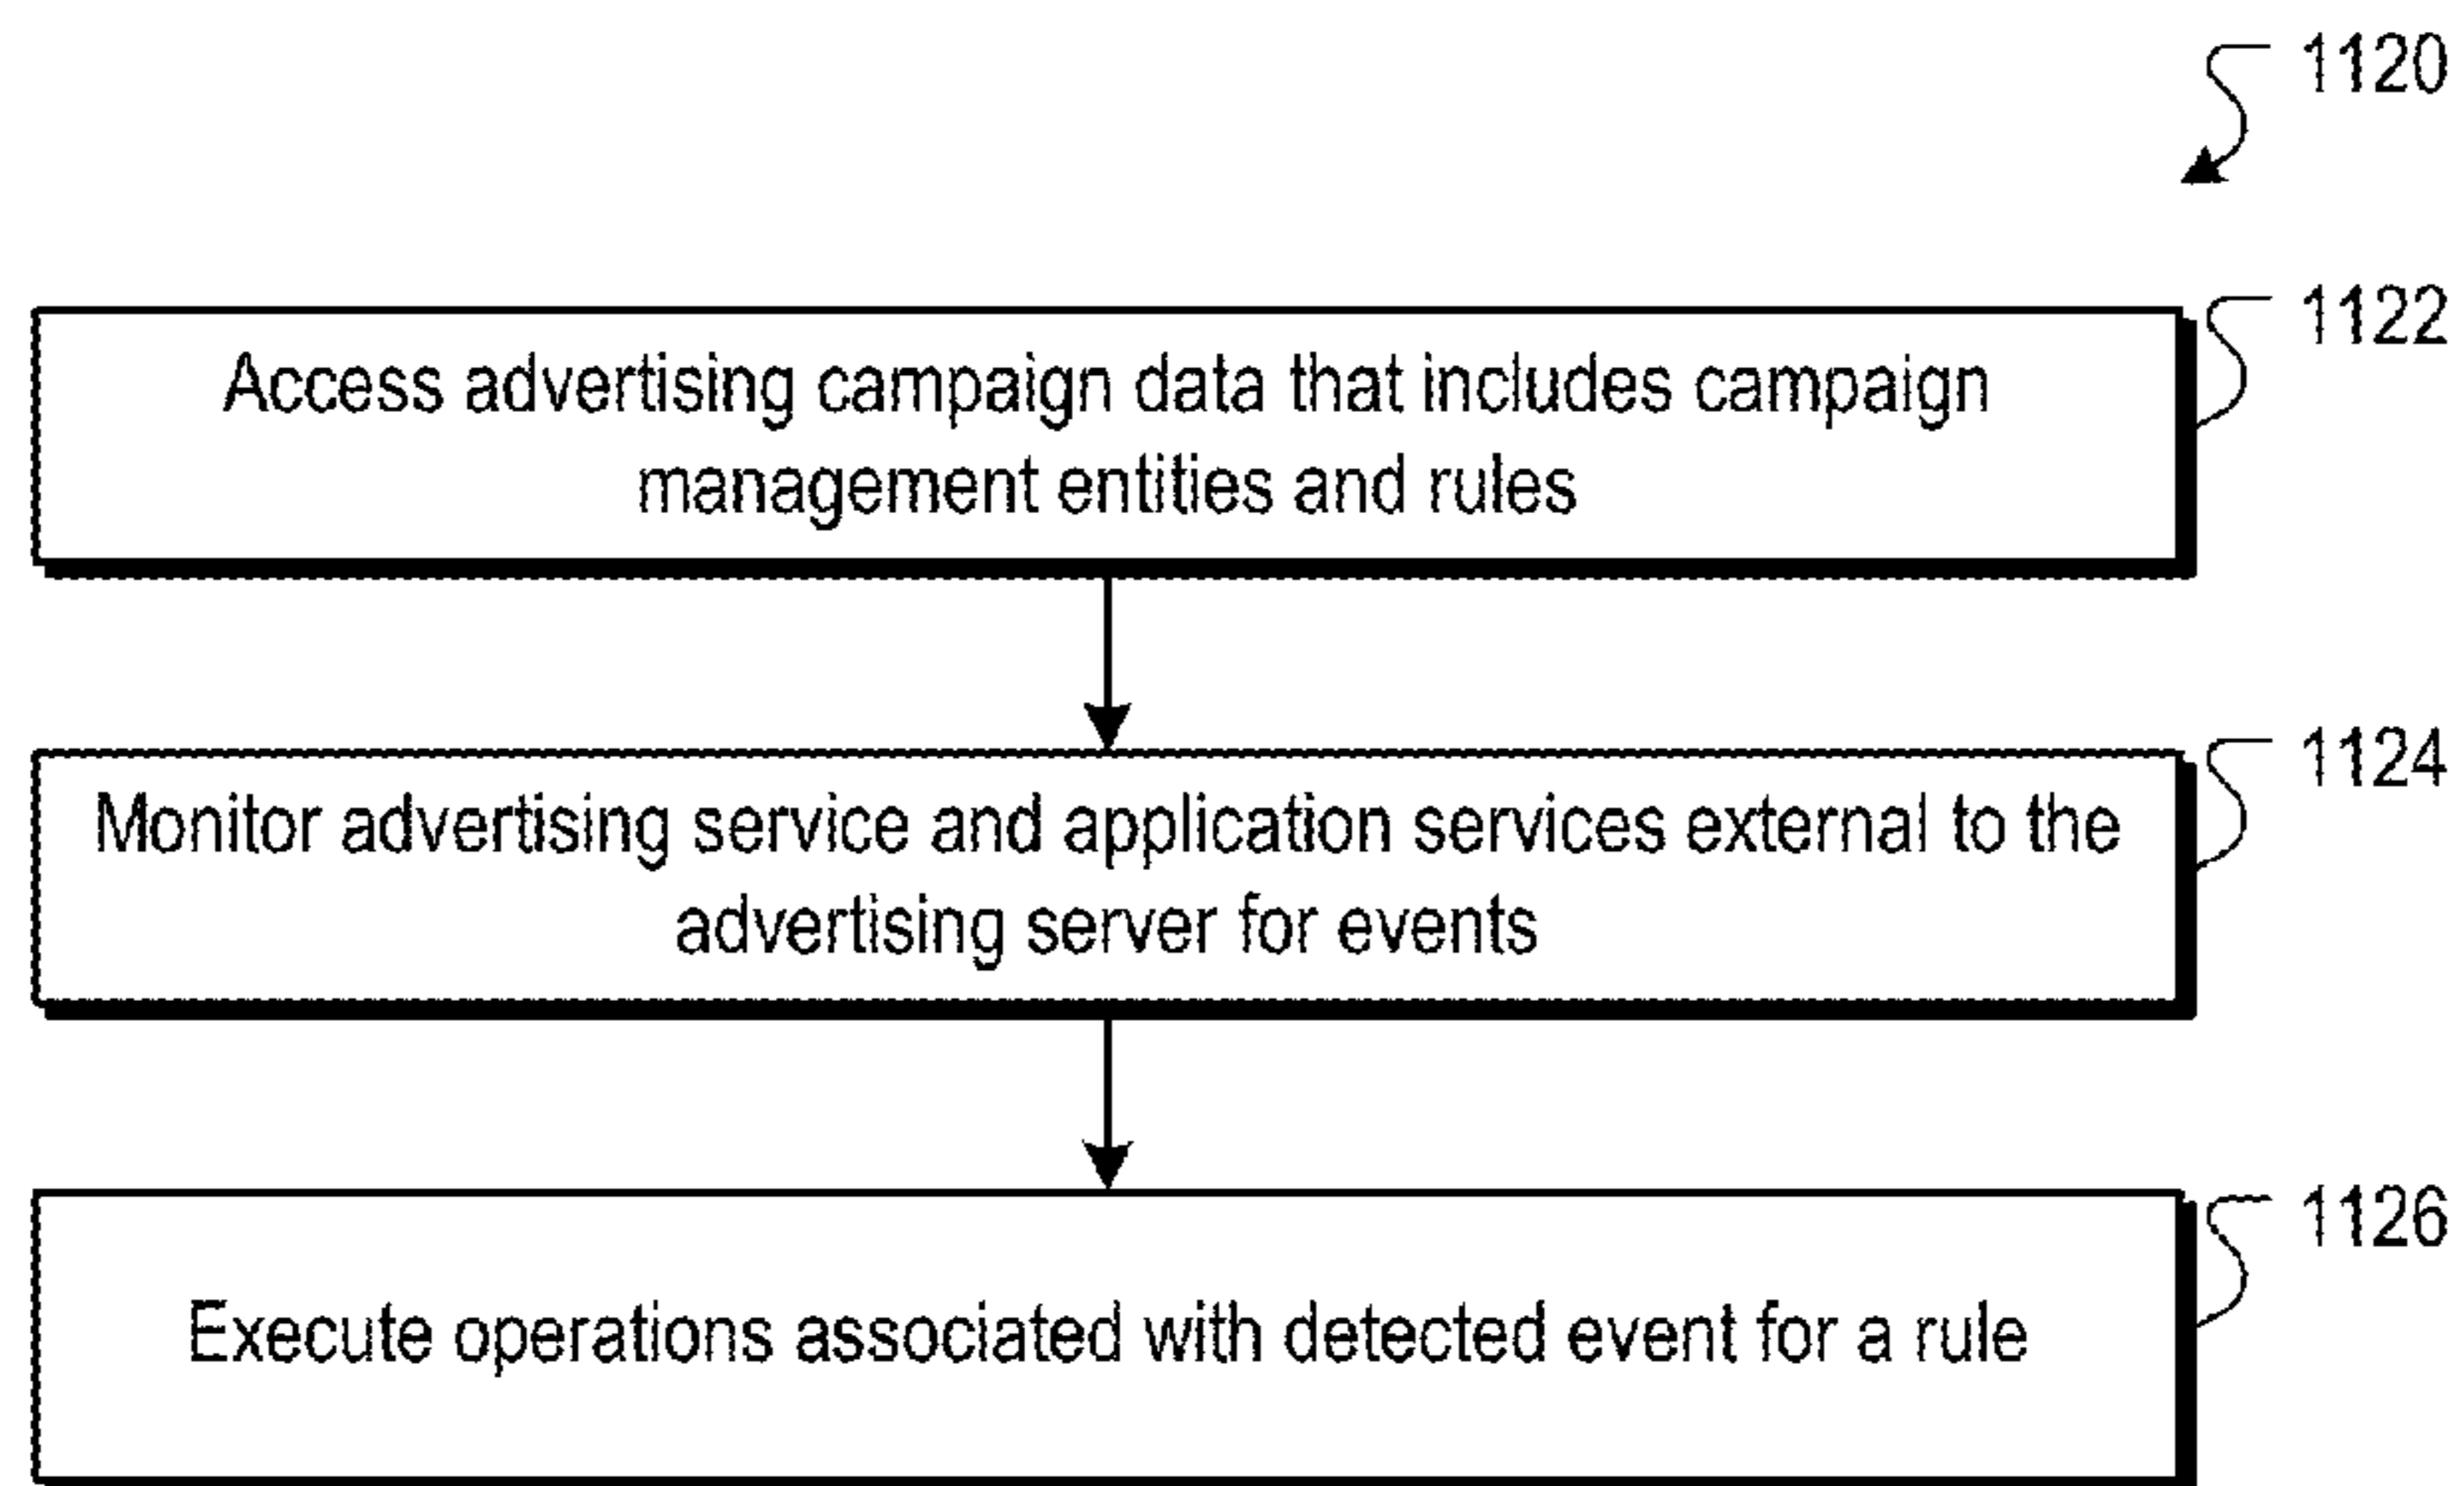 1120
1122
Access advertising campaign data that includes campaign
management entities and rules
1124
Monitor advertising service and application services external to the
advertising server for events
1126
Execute operations associated with detected event for a rule